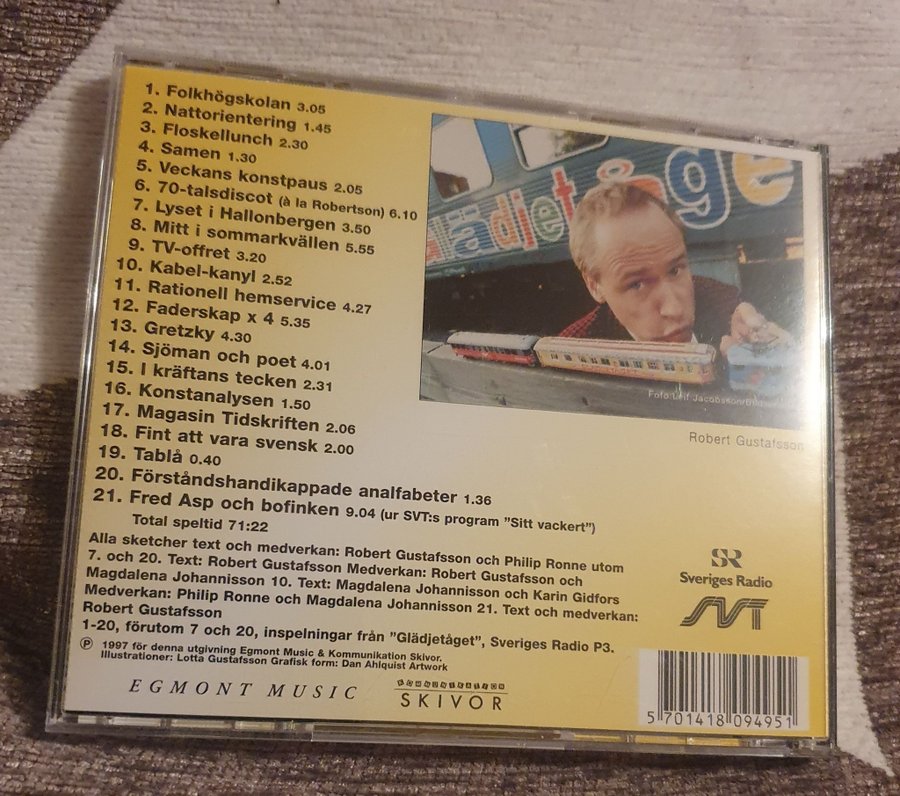 1. Folkhögskolan 3.05
2. Nattorientering 1.45
3. Floskellunch 2.30
4. Samen 1.30
5. Veckans konstpaus 2.05
6. 70-talsdiscot (à la Robertson) 6.10
7. Lyset i Hallonbergen 3.50
8. Mitt i sommarkvällen 5.55
9. TV-offret 3.20
10. Kabel-kanyl 2.52
11. Rationell hemservice 4.27
12. Faderskap x 4 5.35
13. Gretzky 4.30
14. Sjöman och poet 4.01
15. I kräftans tecken 2.31
16. Konstanalysen 1.50
17. Magasin Tidskriften 2.06
18. Fint att vara svensk 2.00
19. Tablå 0.40
20. Förståndshandikappade analfabeter 1.36
21. Fred Asp och bofinken 9.04 (ur SVT:s program "Sitt vackert")
Total speltid 71:22
Alla sketcher text och medverkan: Robert Gustafsson och Philip Ronne utom
7. och 20. Text: Robert Gustafsson Medverkan: Robert Gustafsson och
Magdalena Johannisson 10. Text: Magdalena Johannisson och Karin Gidfors
Medverkan: Philip Ronne och Magdalena Johannisson 21. Text och medverkan:
Robert Gustafsson
1-20, förutom 7 och 20, inspelningar från "Glädjetåget", Sveriges Radio P3.
℗ 1997 för denna utgivning Egmont Music & Kommunikation Skivor.
Illustrationer: Lotta Gustafsson Grafisk form: Dan Ahlquist Artwork
EGMONT MUSIC
KOMMUNIKATION
SKIVOR
lädjet ge
Foto: Leif Jacobsson
Robert Gustafsson
SR
Sveriges Radio
SVT
5 701418 094951